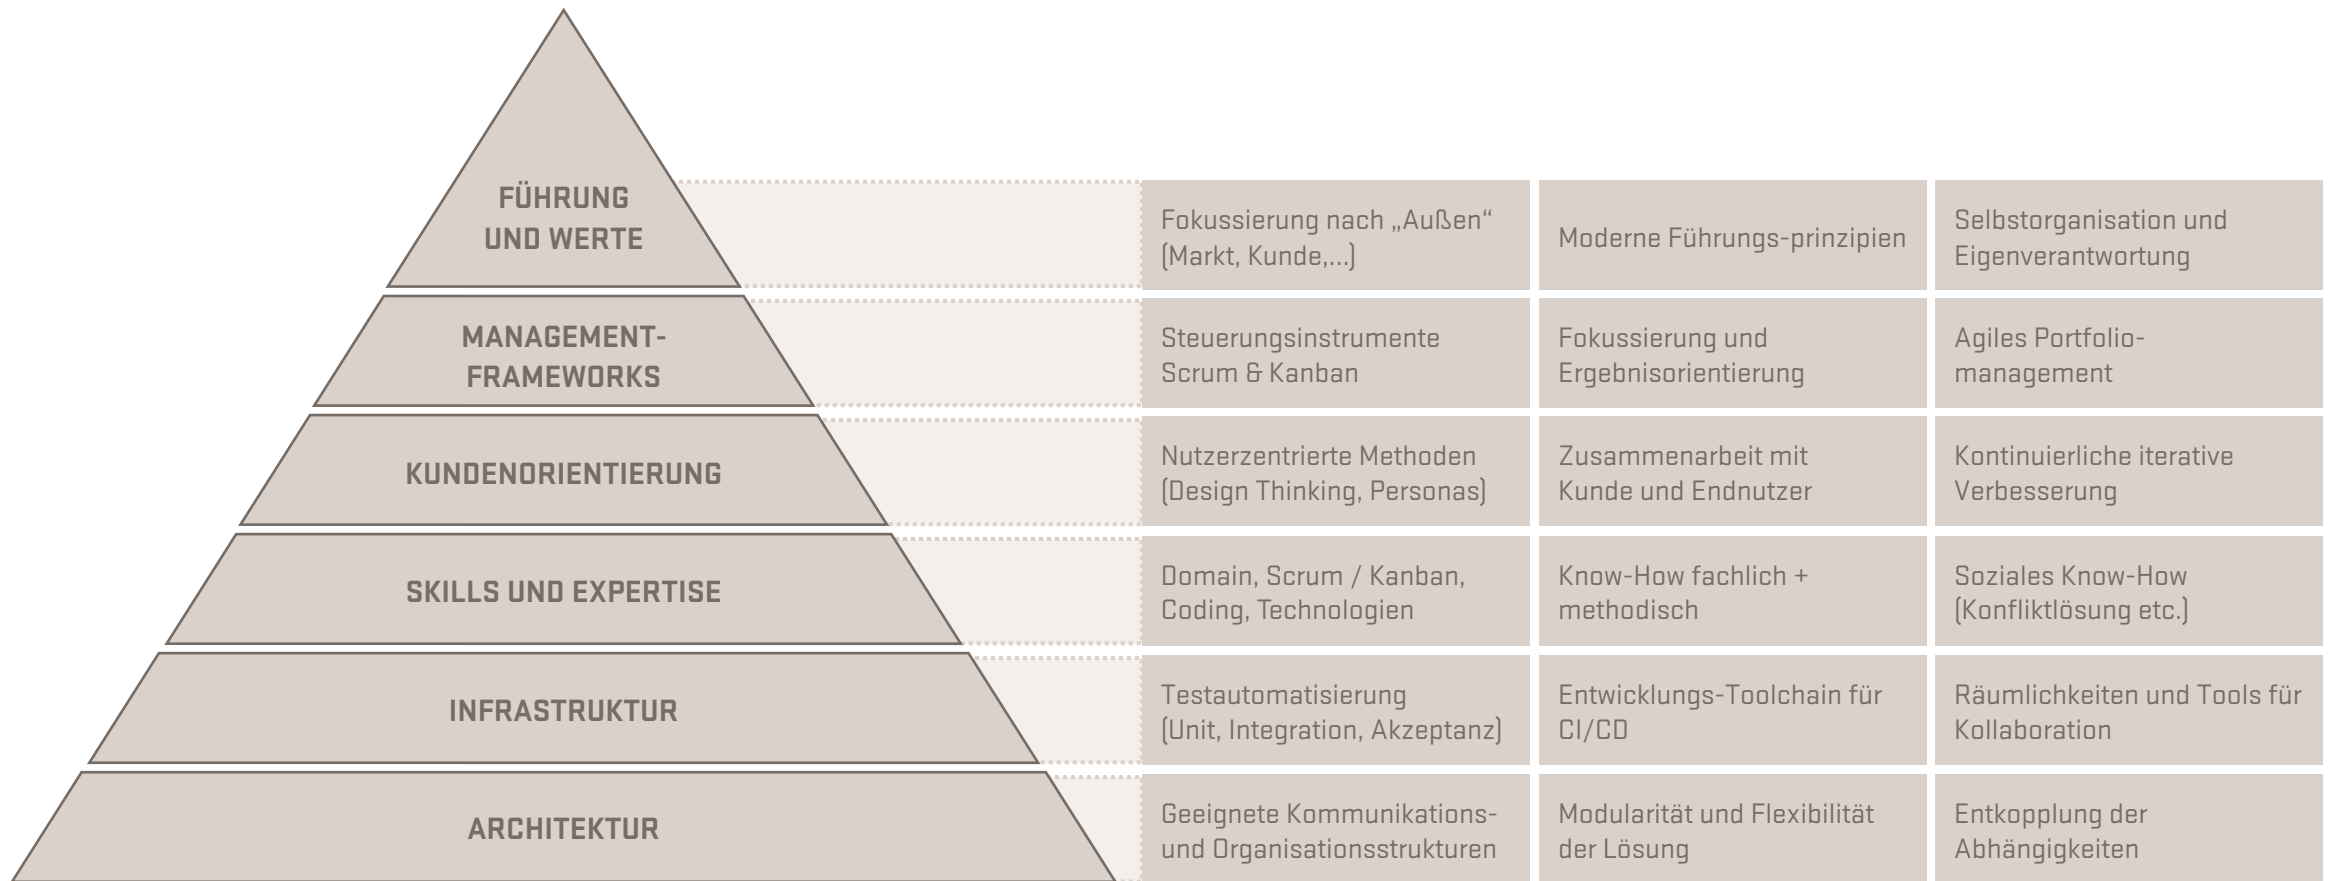 FÜHRUNG
UND WERTE
Fokussierung nach „Außen“
(Markt, Kunde,...)
Moderne Führungs-prinzipien
Selbstorganisation und
Eigenverantwortung
MANAGEMENT-
FRAMEWORKS
Steuerungsinstrumente
Scrum & Kanban
Fokussierung und
Ergebnisorientierung
Agiles Portfolio-
management
KUNDENORIENTIERUNG
Nutzerzentrierte Methoden
(Design Thinking, Personas)
Zusammenarbeit mit
Kunde und Endnutzer
Kontinuierliche iterative
Verbesserung
SKILLS UND EXPERTISE
Domain, Scrum / Kanban,
Coding, Technologien
Know-How fachlich +
methodisch
Soziales Know-How
(Konfliktlösung etc.)
INFRASTRUKTUR
Testautomatisierung
(Unit, Integration, Akzeptanz)
Entwicklungs-Toolchain für
CI/CD
Räumlichkeiten und Tools für
Kollaboration
ARCHITEKTUR
Geeignete Kommunikations-
und Organisationsstrukturen
Modularität und Flexibilität
der Lösung
Entkopplung der
Abhängigkeiten